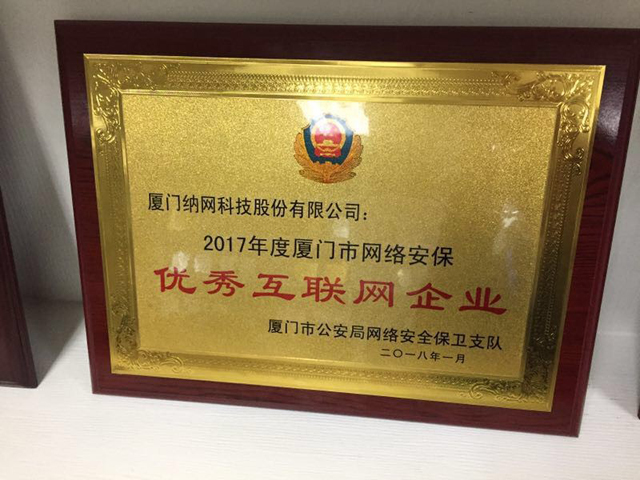 厦门纳网科技股份有限公司：
2017年度厦门市网络安保
优秀互联网企业
厦门市公安局网络安全保卫支队
二〇一八年一月